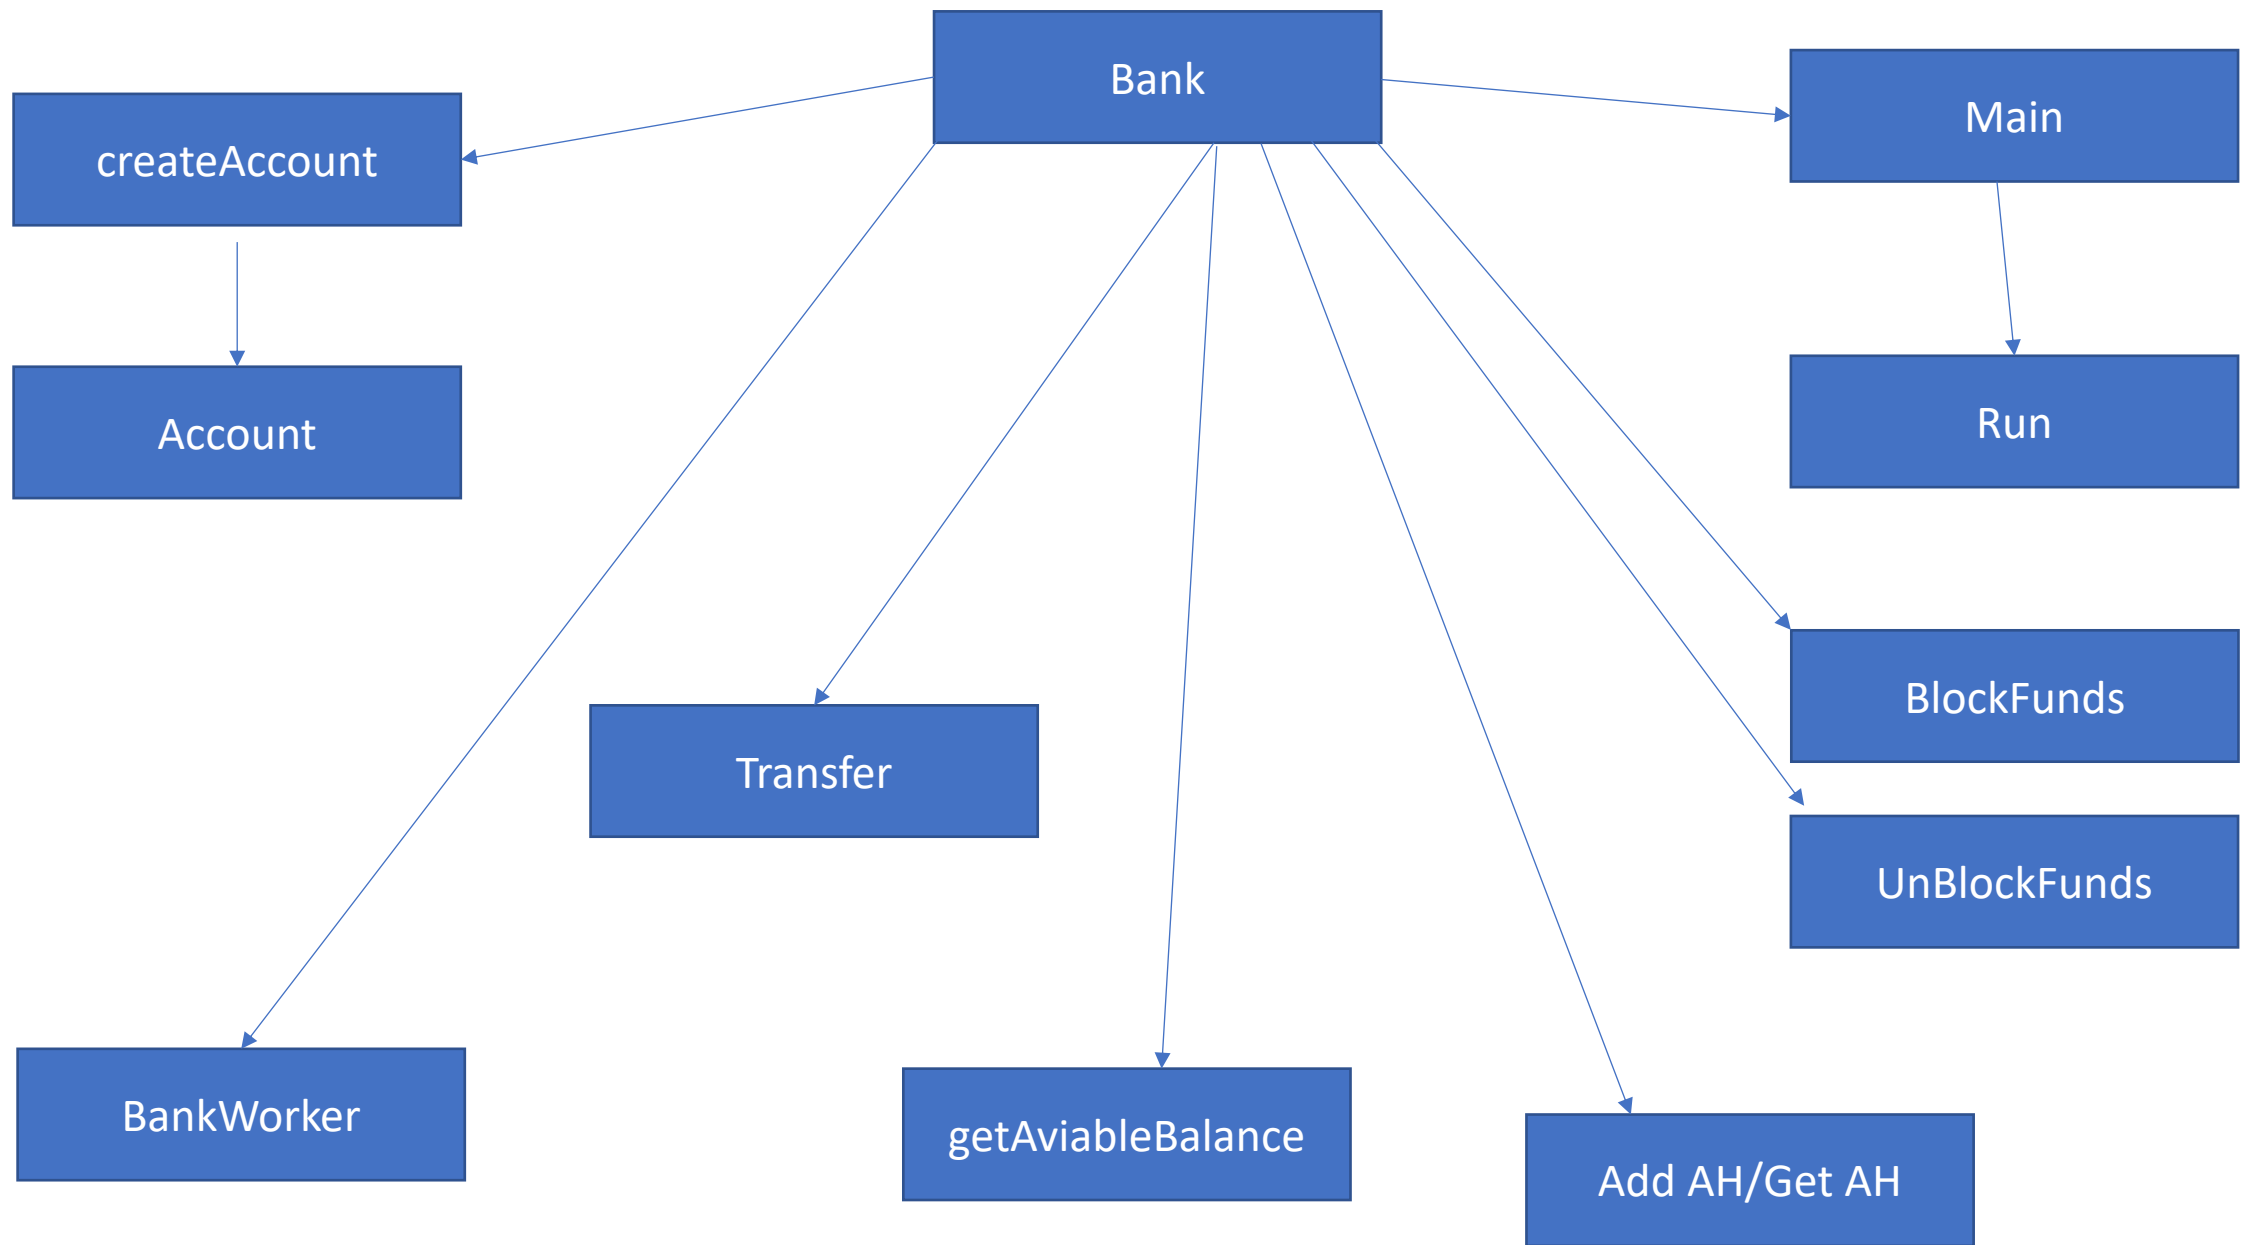 Bank
Main
createAccount
Run
Account
BlockFunds
Transfer
UnBlockFunds
BankWorker
getAviableBalance
Add AH/Get AH